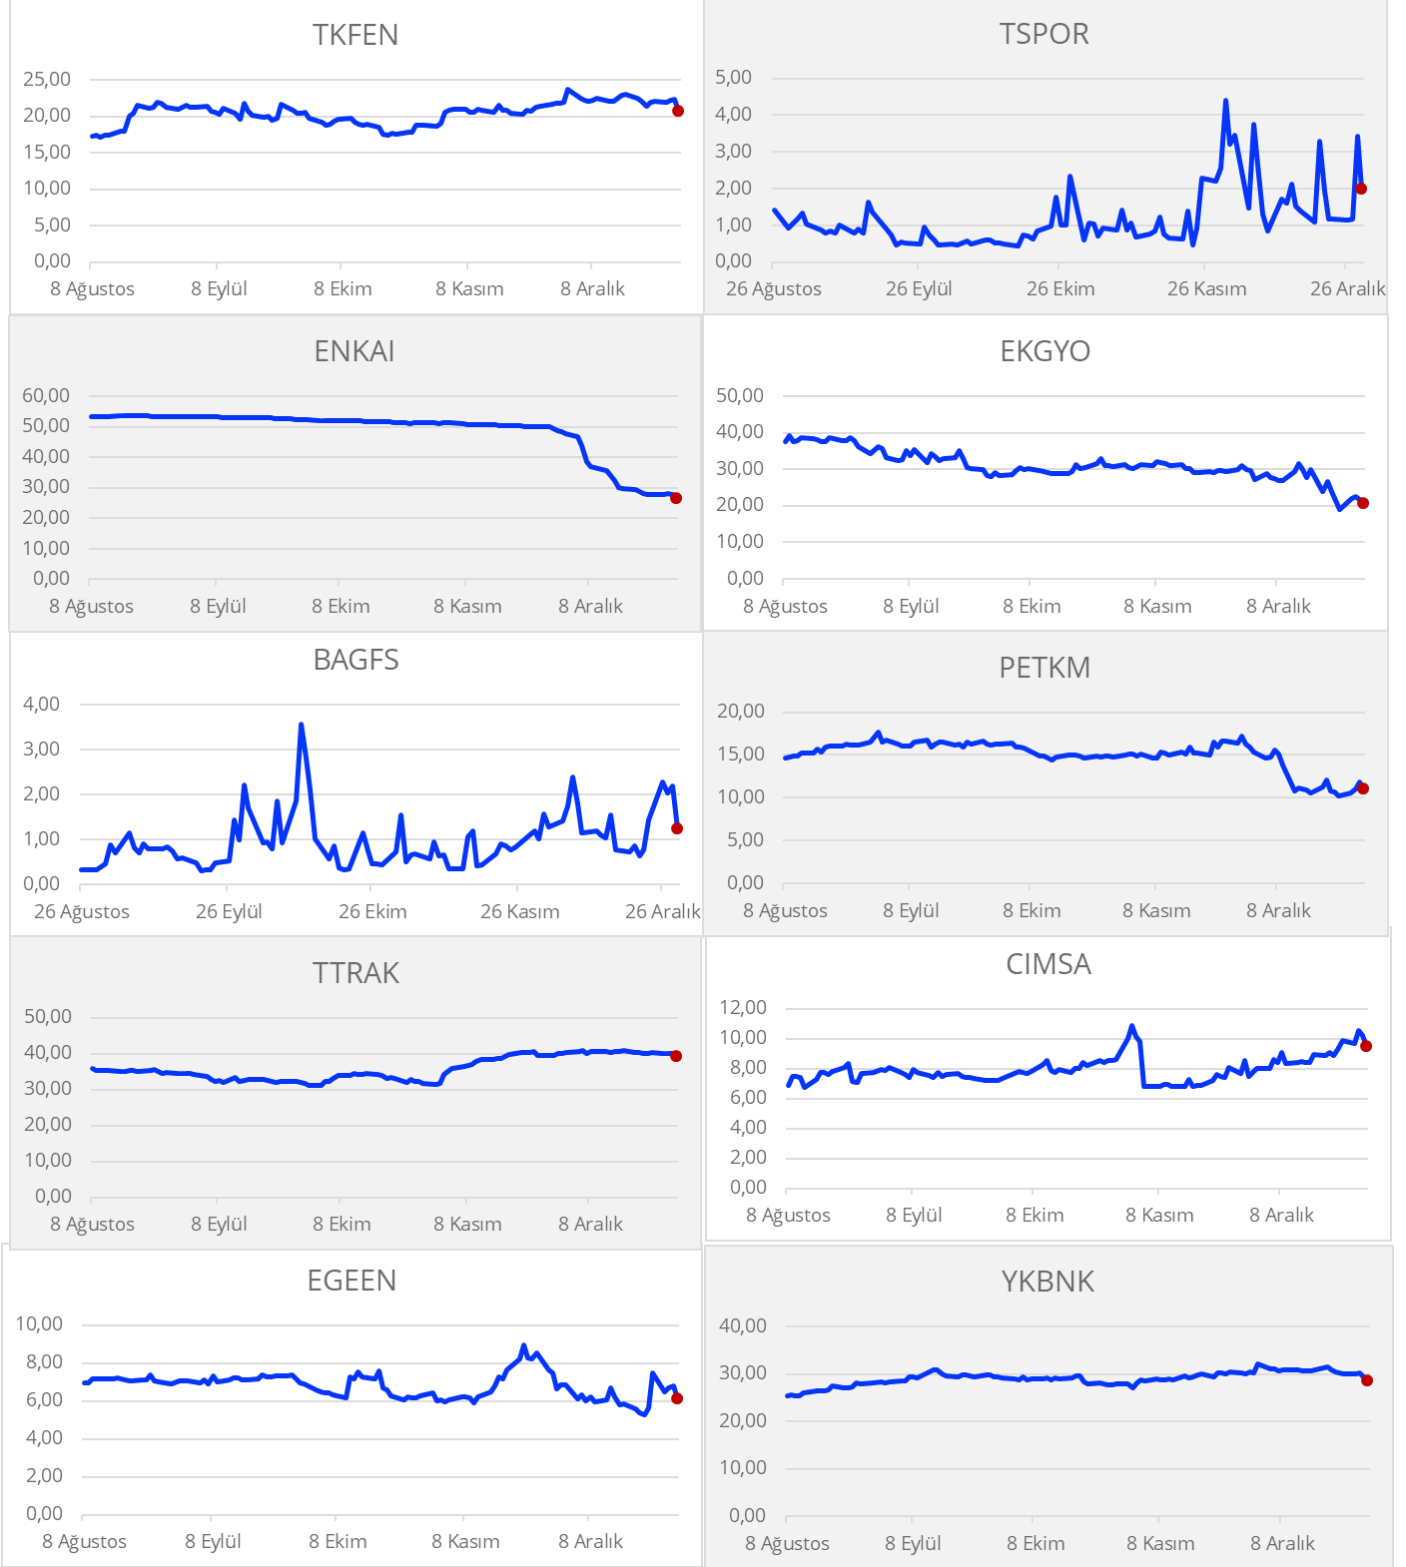 TKFEN
25,00
20,00
15,00
10,00
5,00
0,00
8 Ağustos 8 Eylül 8 Ekim 8 Kasım 8 Aralık
TSPOR
5,00
4,00
3,00
2,00
1,00
0,00
26 Ağustos 26 Eylül 26 Ekim 26 Kasım 26 Aralık
ENKAI
60,00
50,00
40,00
30,00
20,00
10,00
0,00
8 Ağustos 8 Eylül 8 Ekim 8 Kasım 8 Aralık
EKGYO
50,00
40,00
30,00
20,00
10,00
0,00
8 Ağustos 8 Eylül 8 Ekim 8 Kasım 8 Aralık
BAGFS
4,00
3,00
2,00
1,00
0,00
26 Ağustos 26 Eylül 26 Ekim 26 Kasım 26 Aralık
PETKM
20,00
15,00
10,00
5,00
0,00
8 Ağustos 8 Eylül 8 Ekim 8 Kasım 8 Aralık
TTRAK
50,00
40,00
30,00
20,00
10,00
0,00
8 Ağustos 8 Eylül 8 Ekim 8 Kasım 8 Aralık
CIMSA
12,00
10,00
8,00
6,00
4,00
2,00
0,00
8 Ağustos 8 Eylül 8 Ekim 8 Kasım 8 Aralık
EGEEN
10,00
8,00
6,00
4,00
2,00
0,00
8 Ağustos 8 Eylül 8 Ekim 8 Kasım 8 Aralık
YKBNK
40,00
30,00
20,00
10,00
0,00
8 Ağustos 8 Eylül 8 Ekim 8 Kasım 8 Aralık